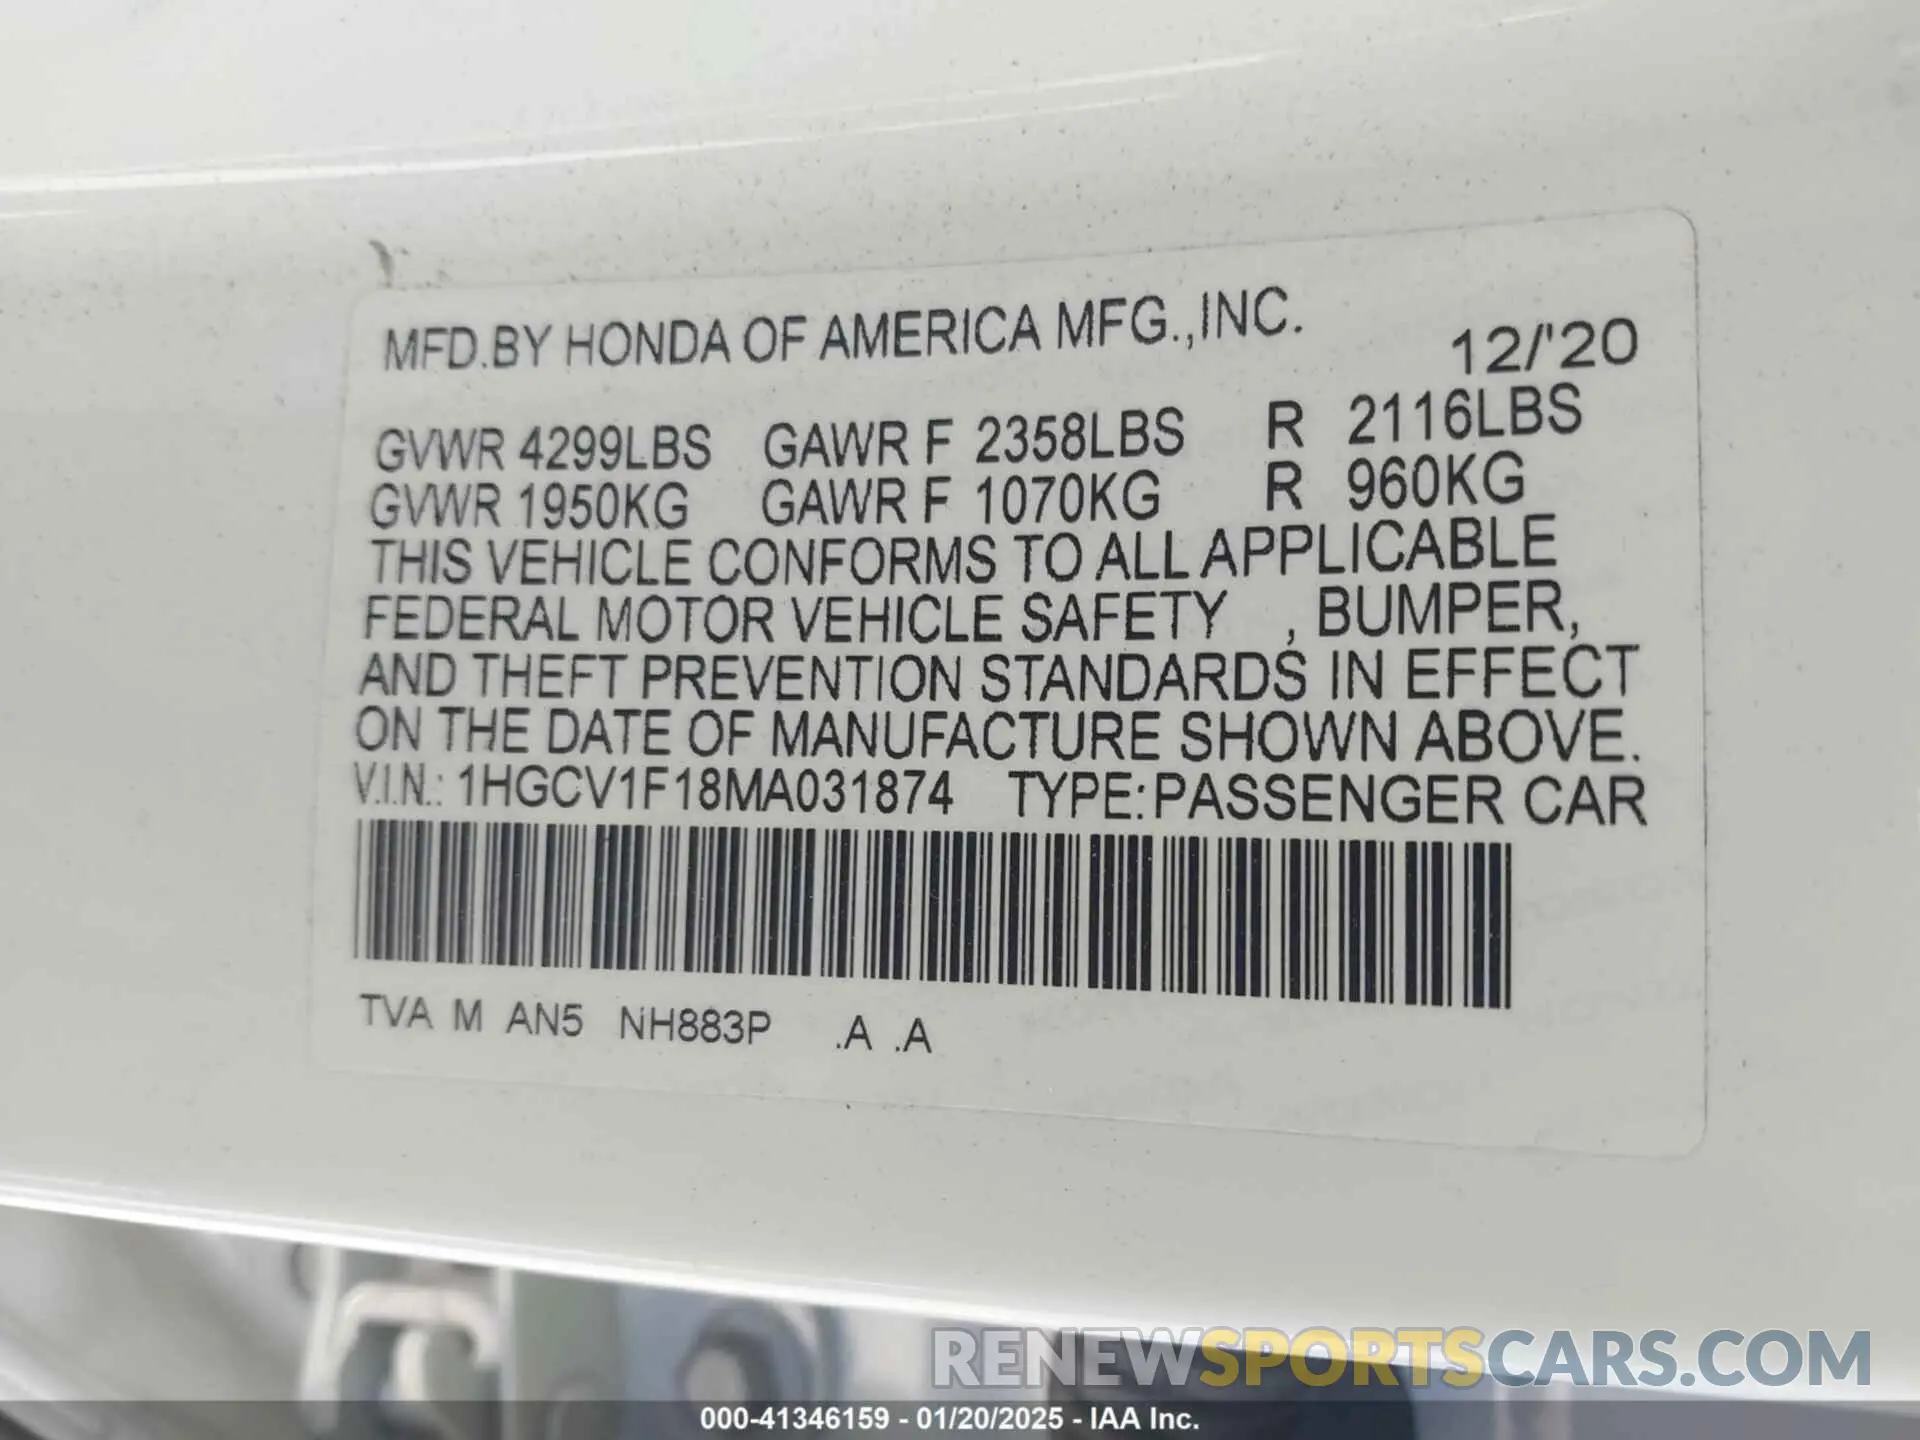 MFD.BY HONDA OF AMERICA MFG.,INC. 12/'20
GVWR 4299LBS GAWR F 2358LBS R 2116LBS
GVWR 1950KG GAWR F 1070KG R 960KG
THIS VEHICLE CONFORMS TO ALL APPLICABLE
FEDERAL MOTOR VEHICLE SAFETY , BUMPER,
AND THEFT PREVENTION STANDARDS IN EFFECT
ON THE DATE OF MANUFACTURE SHOWN ABOVE.
V.I.N.: 1HGCV1F18MA031874 TYPE:PASSENGER CAR
TVA M AN5 NH883P .A .A
RENEWSPORTSCARS.COM
000-41346159 - 01/20/2025 - IAA Inc.